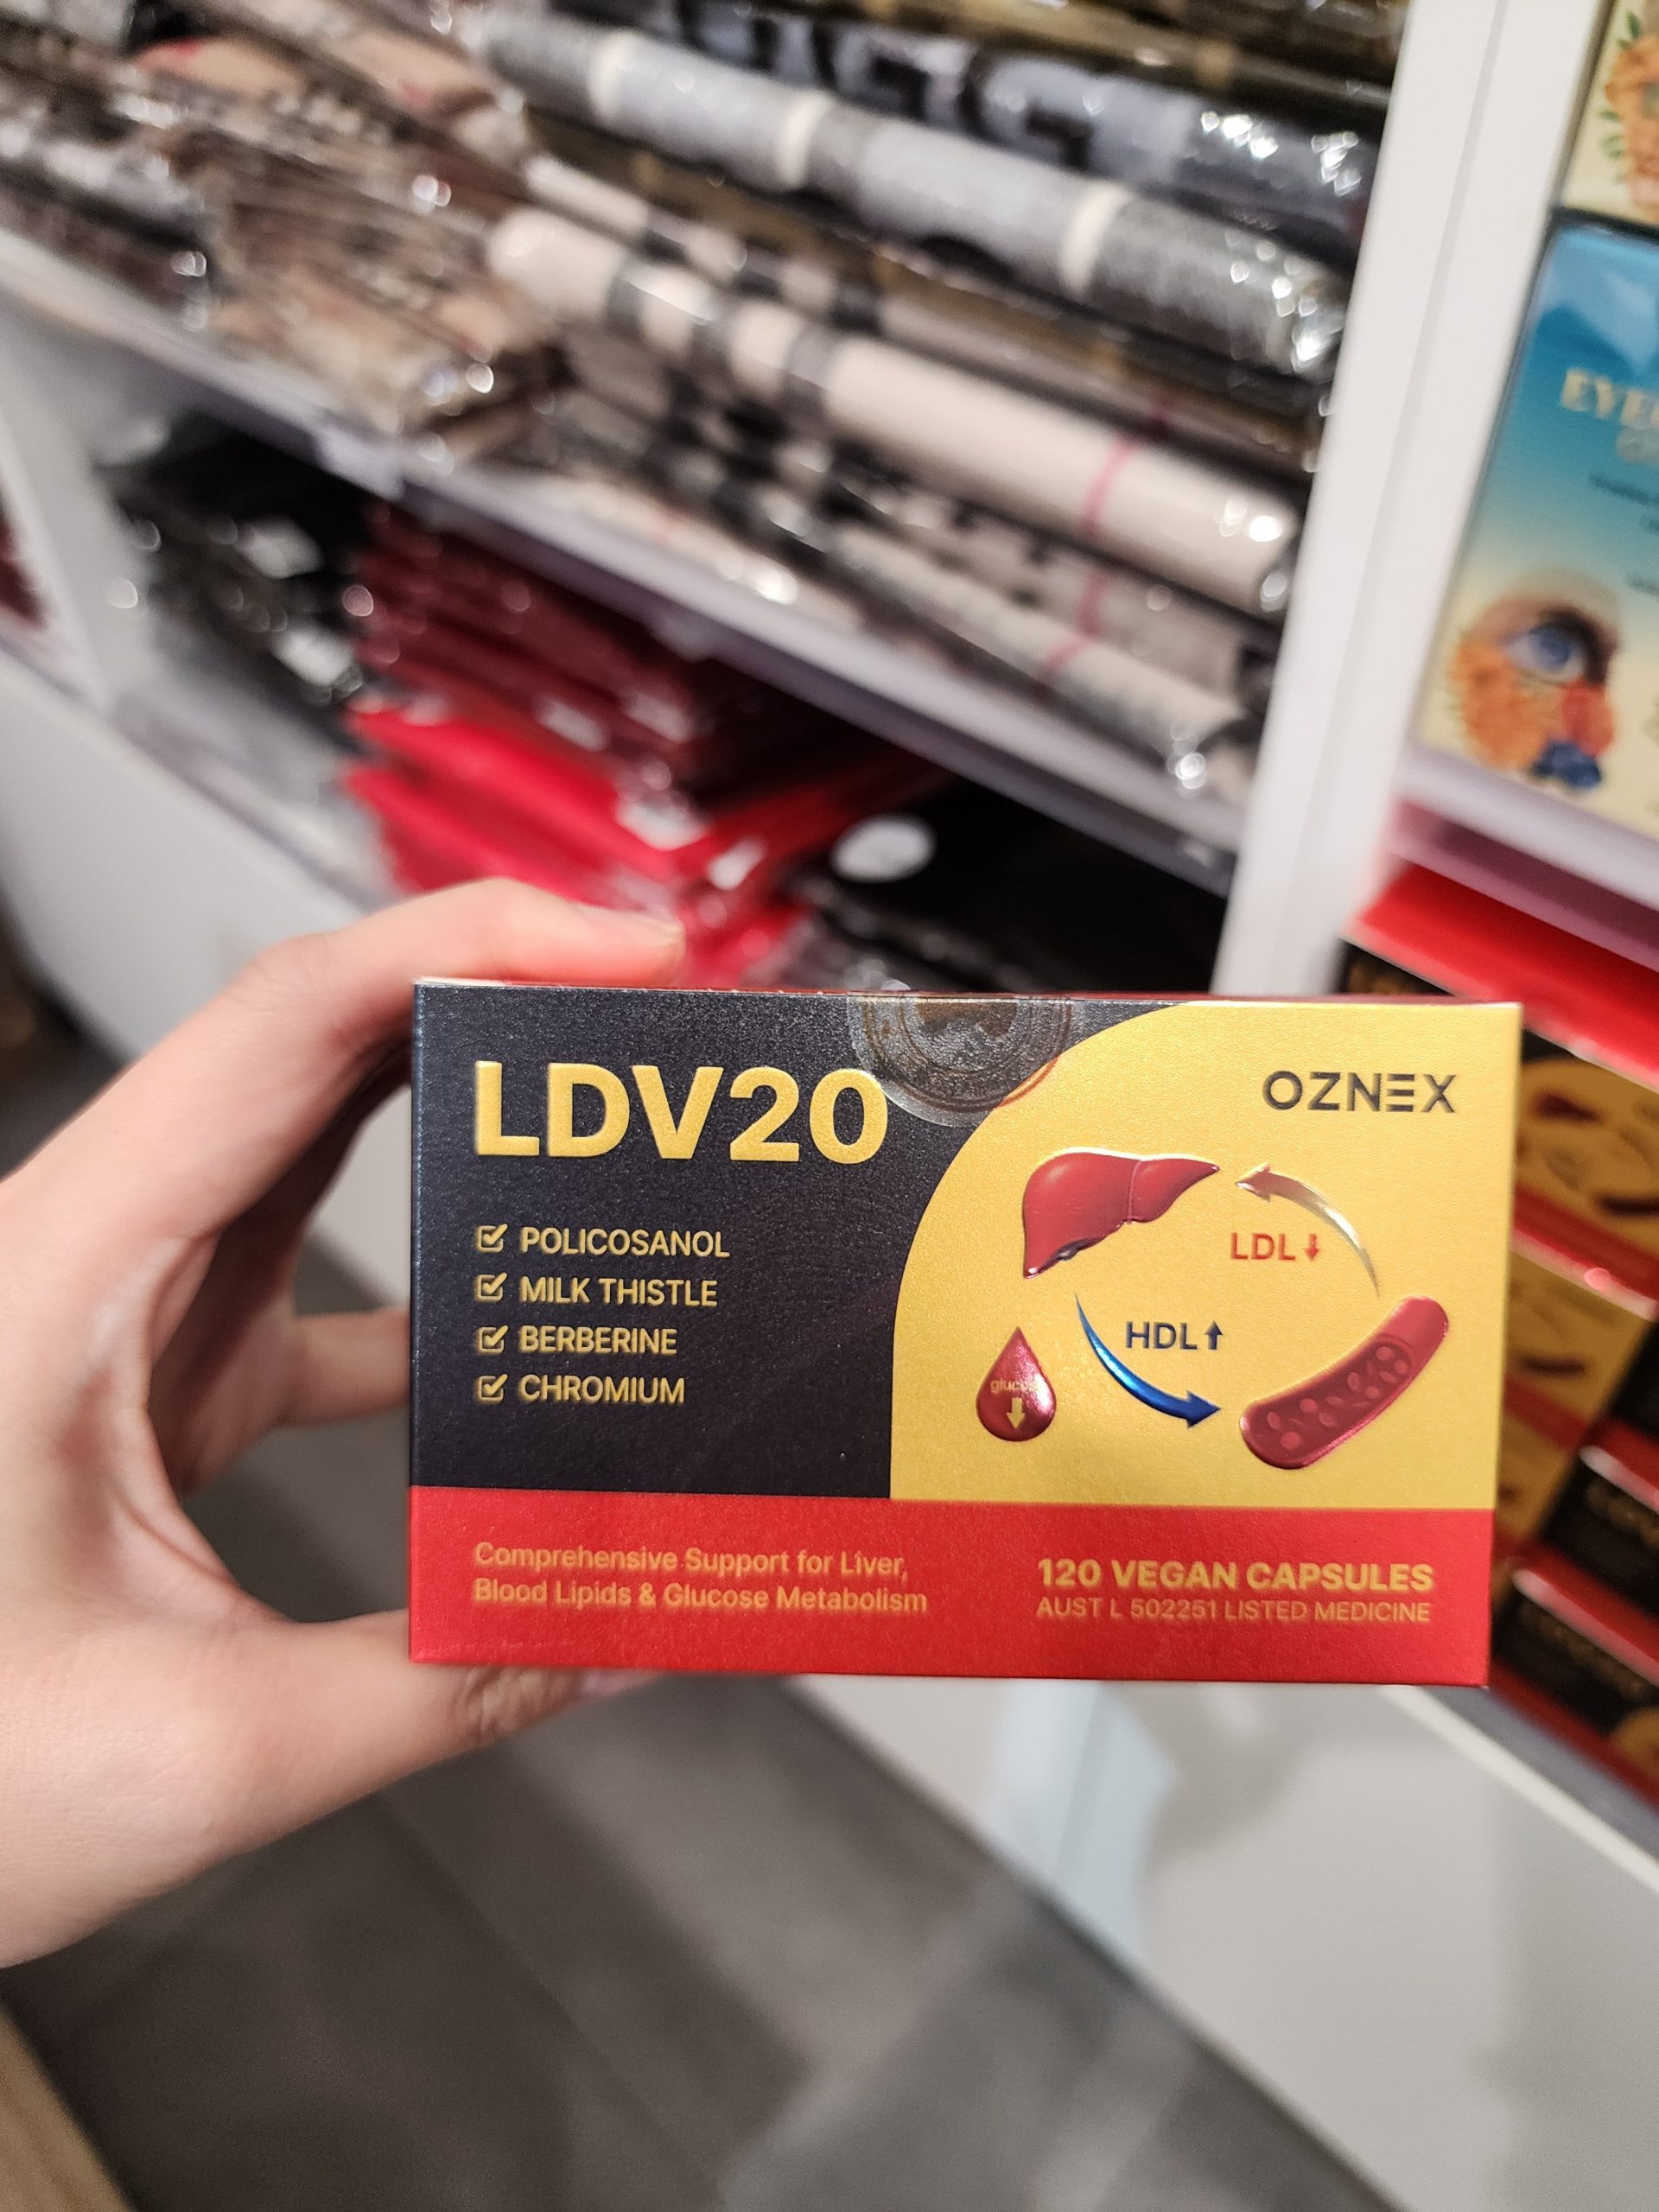 LDV20
OZNEX
POLICOSANOL
MILK THISTLE
BERBERINE
CHROMIUM
LDL
HDL
Comprehensive Support for Liver,
Blood Lipids & Glucose Metabolism
120 VEGAN CAPSULES
AUST L 502251 LISTED MEDICINE